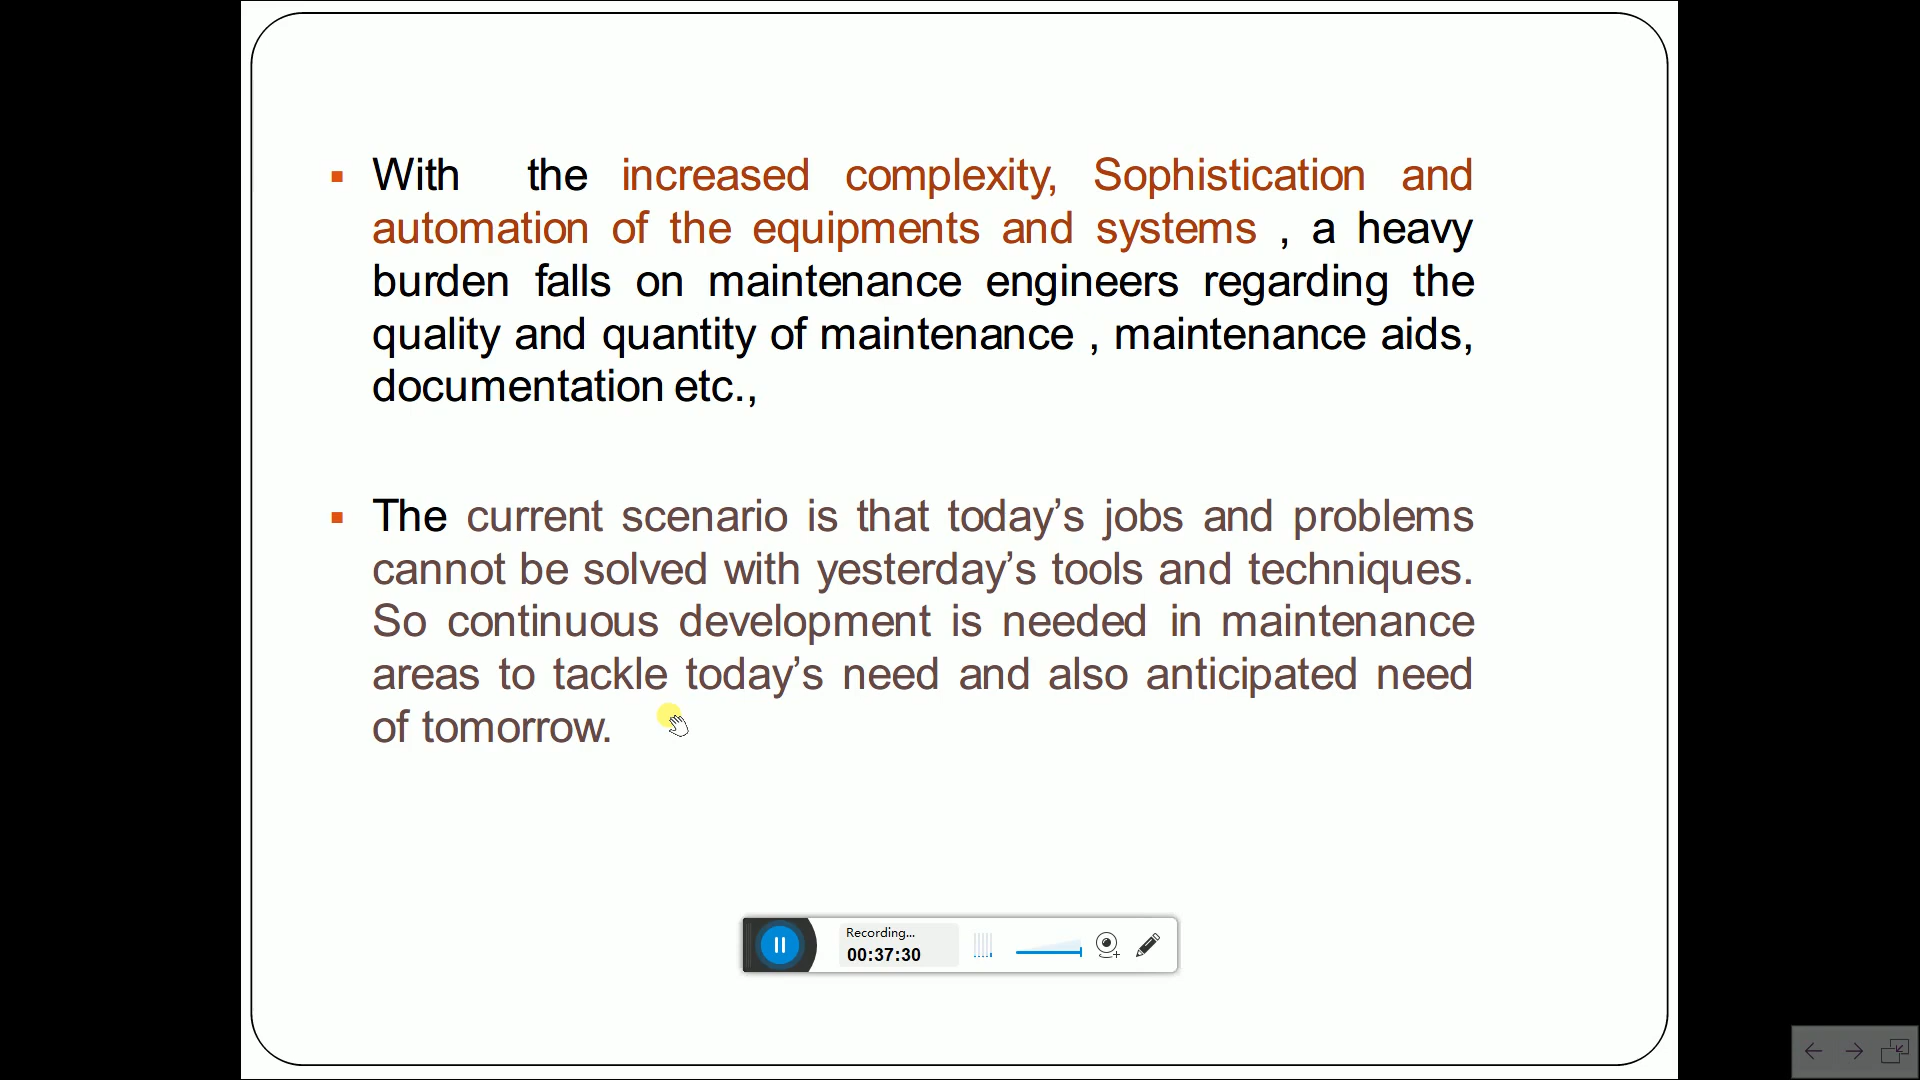 With the increased complexity, Sophistication and
automation of the equipments and systems , a heavy
burden falls on maintenance engineers regarding the
quality and quantity of maintenance , maintenance aids,
documentation etc.,
The current scenario is that today’s jobs and problems
cannot be solved with yesterday’s tools and techniques.
So continuous development is needed in maintenance
areas to tackle today’s need and also anticipated need
of tomorrow.
Recording...
00:37:30